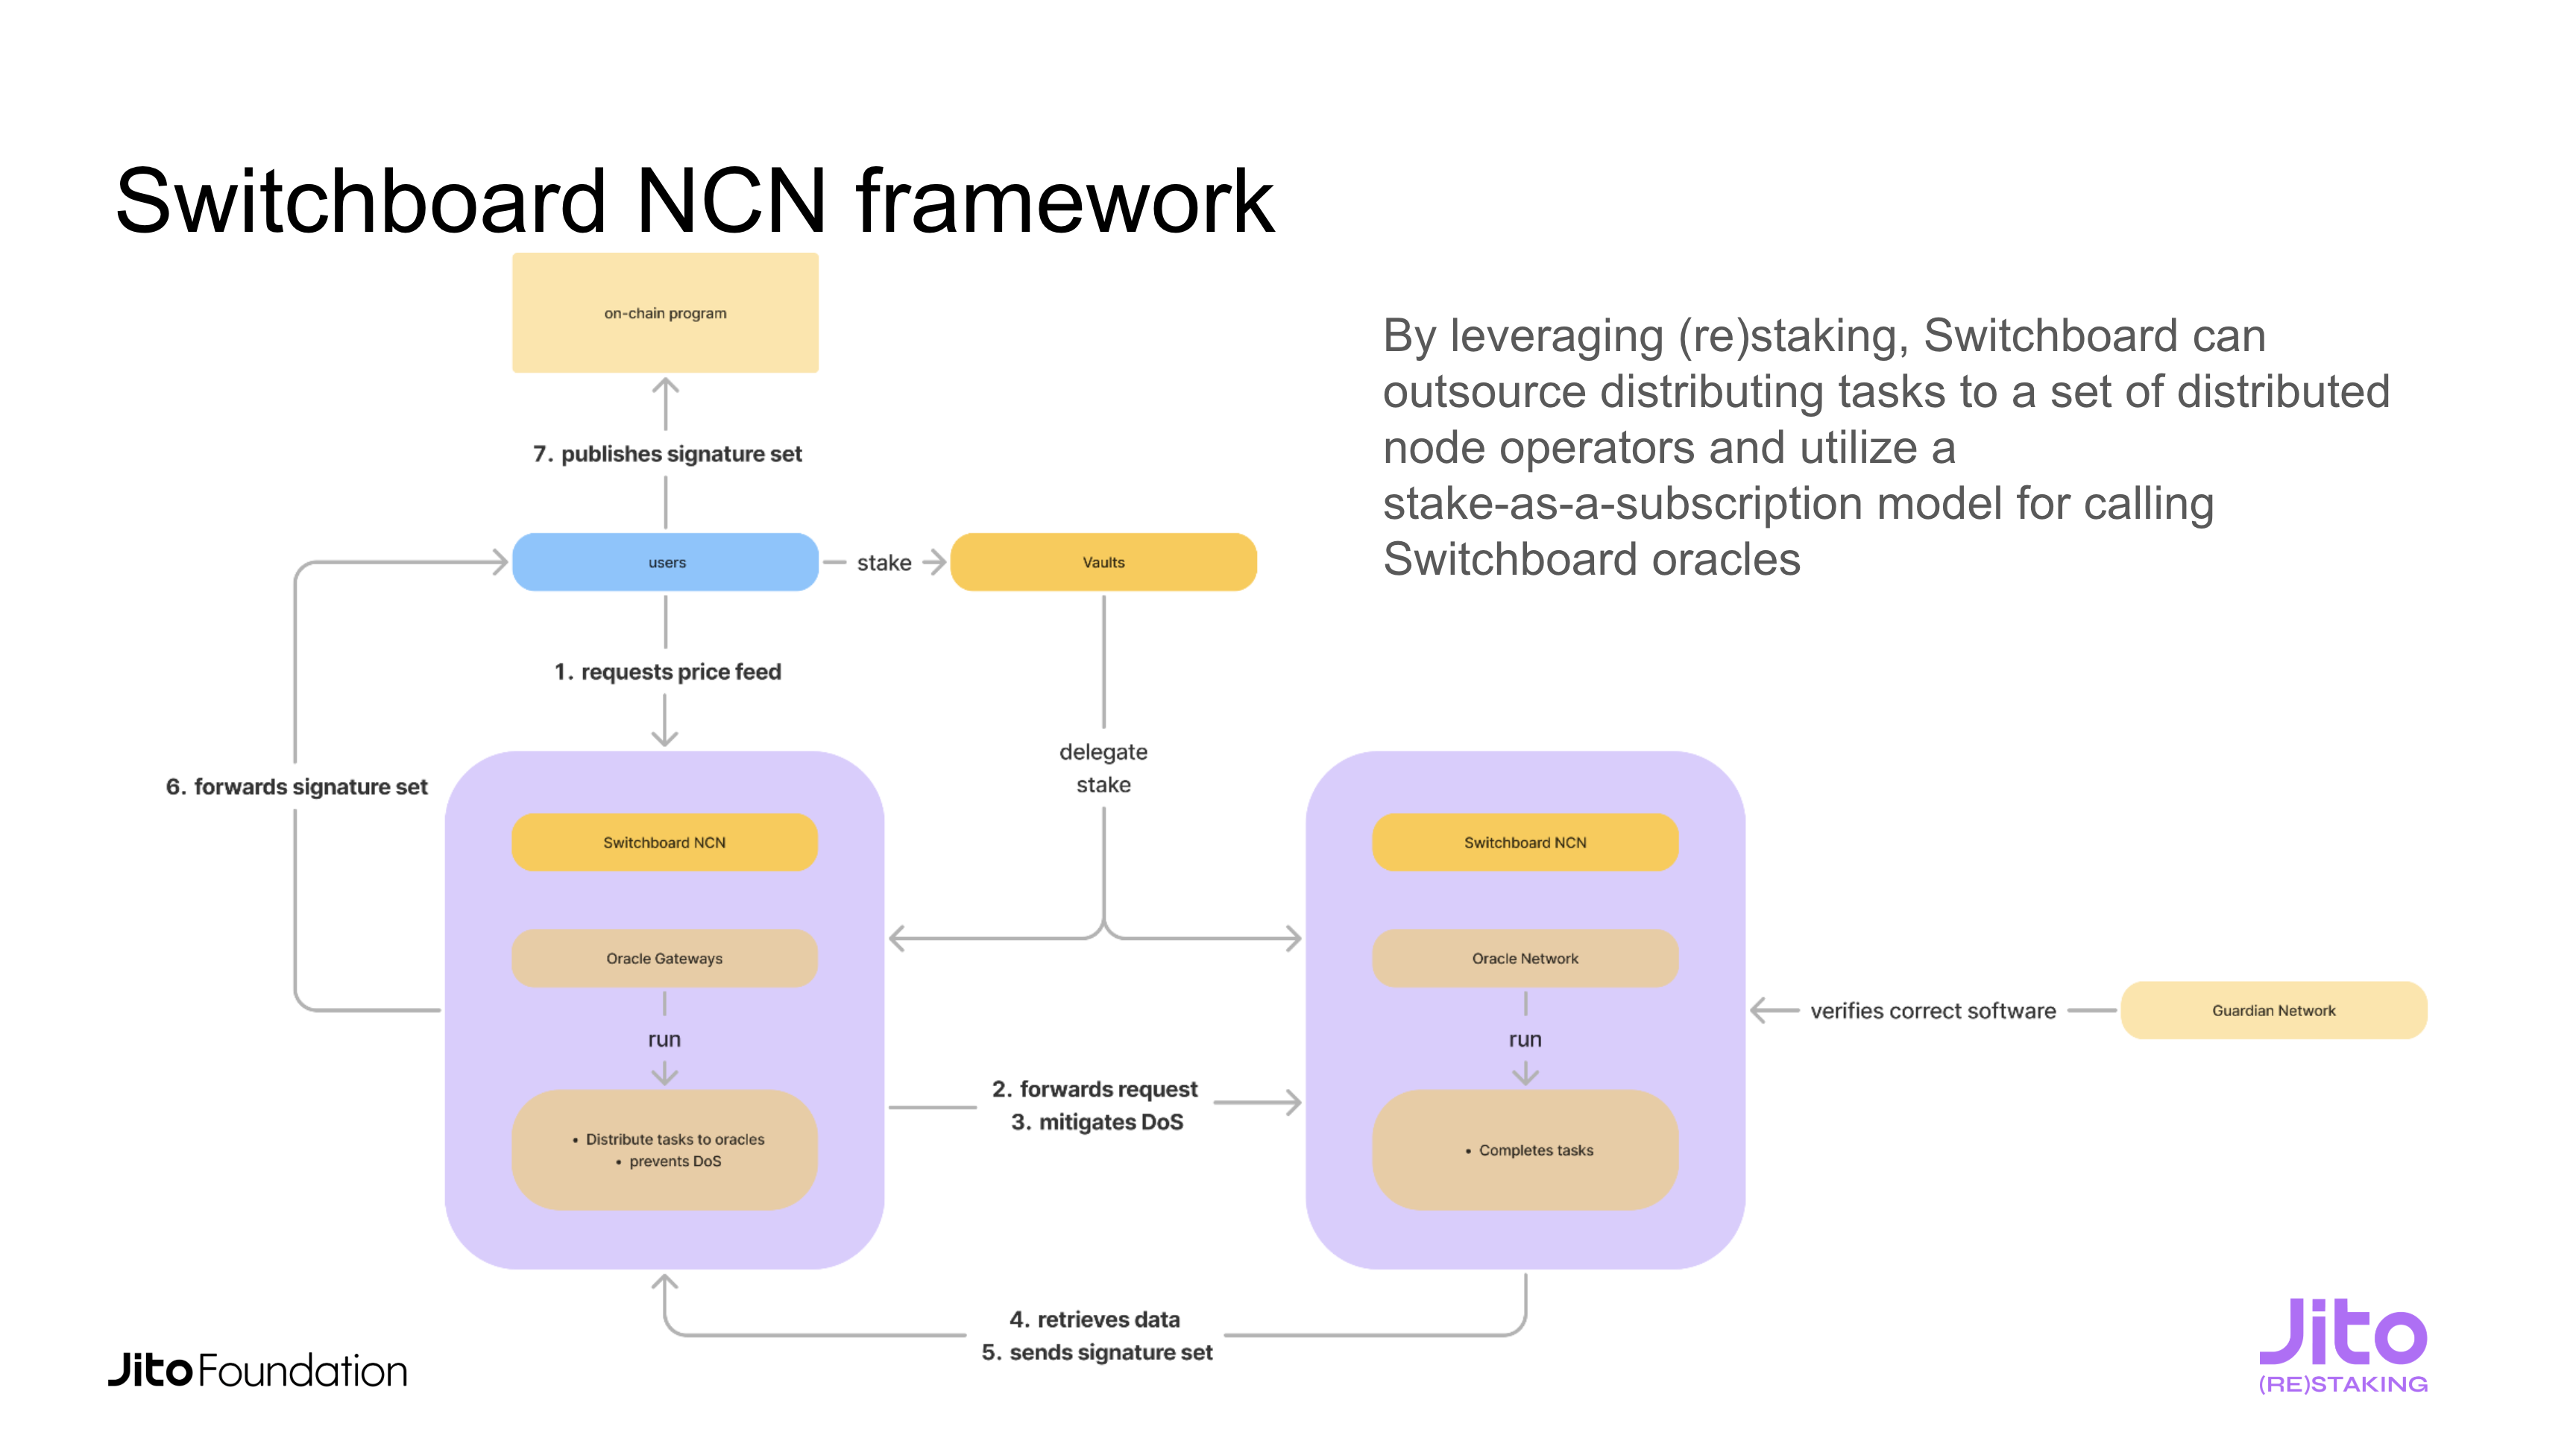 Switchboard NCN framework
on-chain program
By leveraging (re)staking, Switchboard can
outsource distributing tasks to a set of distributed
node operators and utilize a
stake-as-a-subscription model for calling
Switchboard oracles
7. publishes signature set
users
stake
Vaults
1. requests price feed
delegate
stake
6. forwards signature set
Switchboard NCN
Oracle Gateways
run
• Distribute tasks to oracles
• prevents DoS
2. forwards request
3. mitigates DoS
Switchboard NCN
Oracle Network
run
• Completes tasks
verifies correct software
Guardian Network
4. retrieves data
5. sends signature set
Jito Foundation
Jito
(RE)STAKING